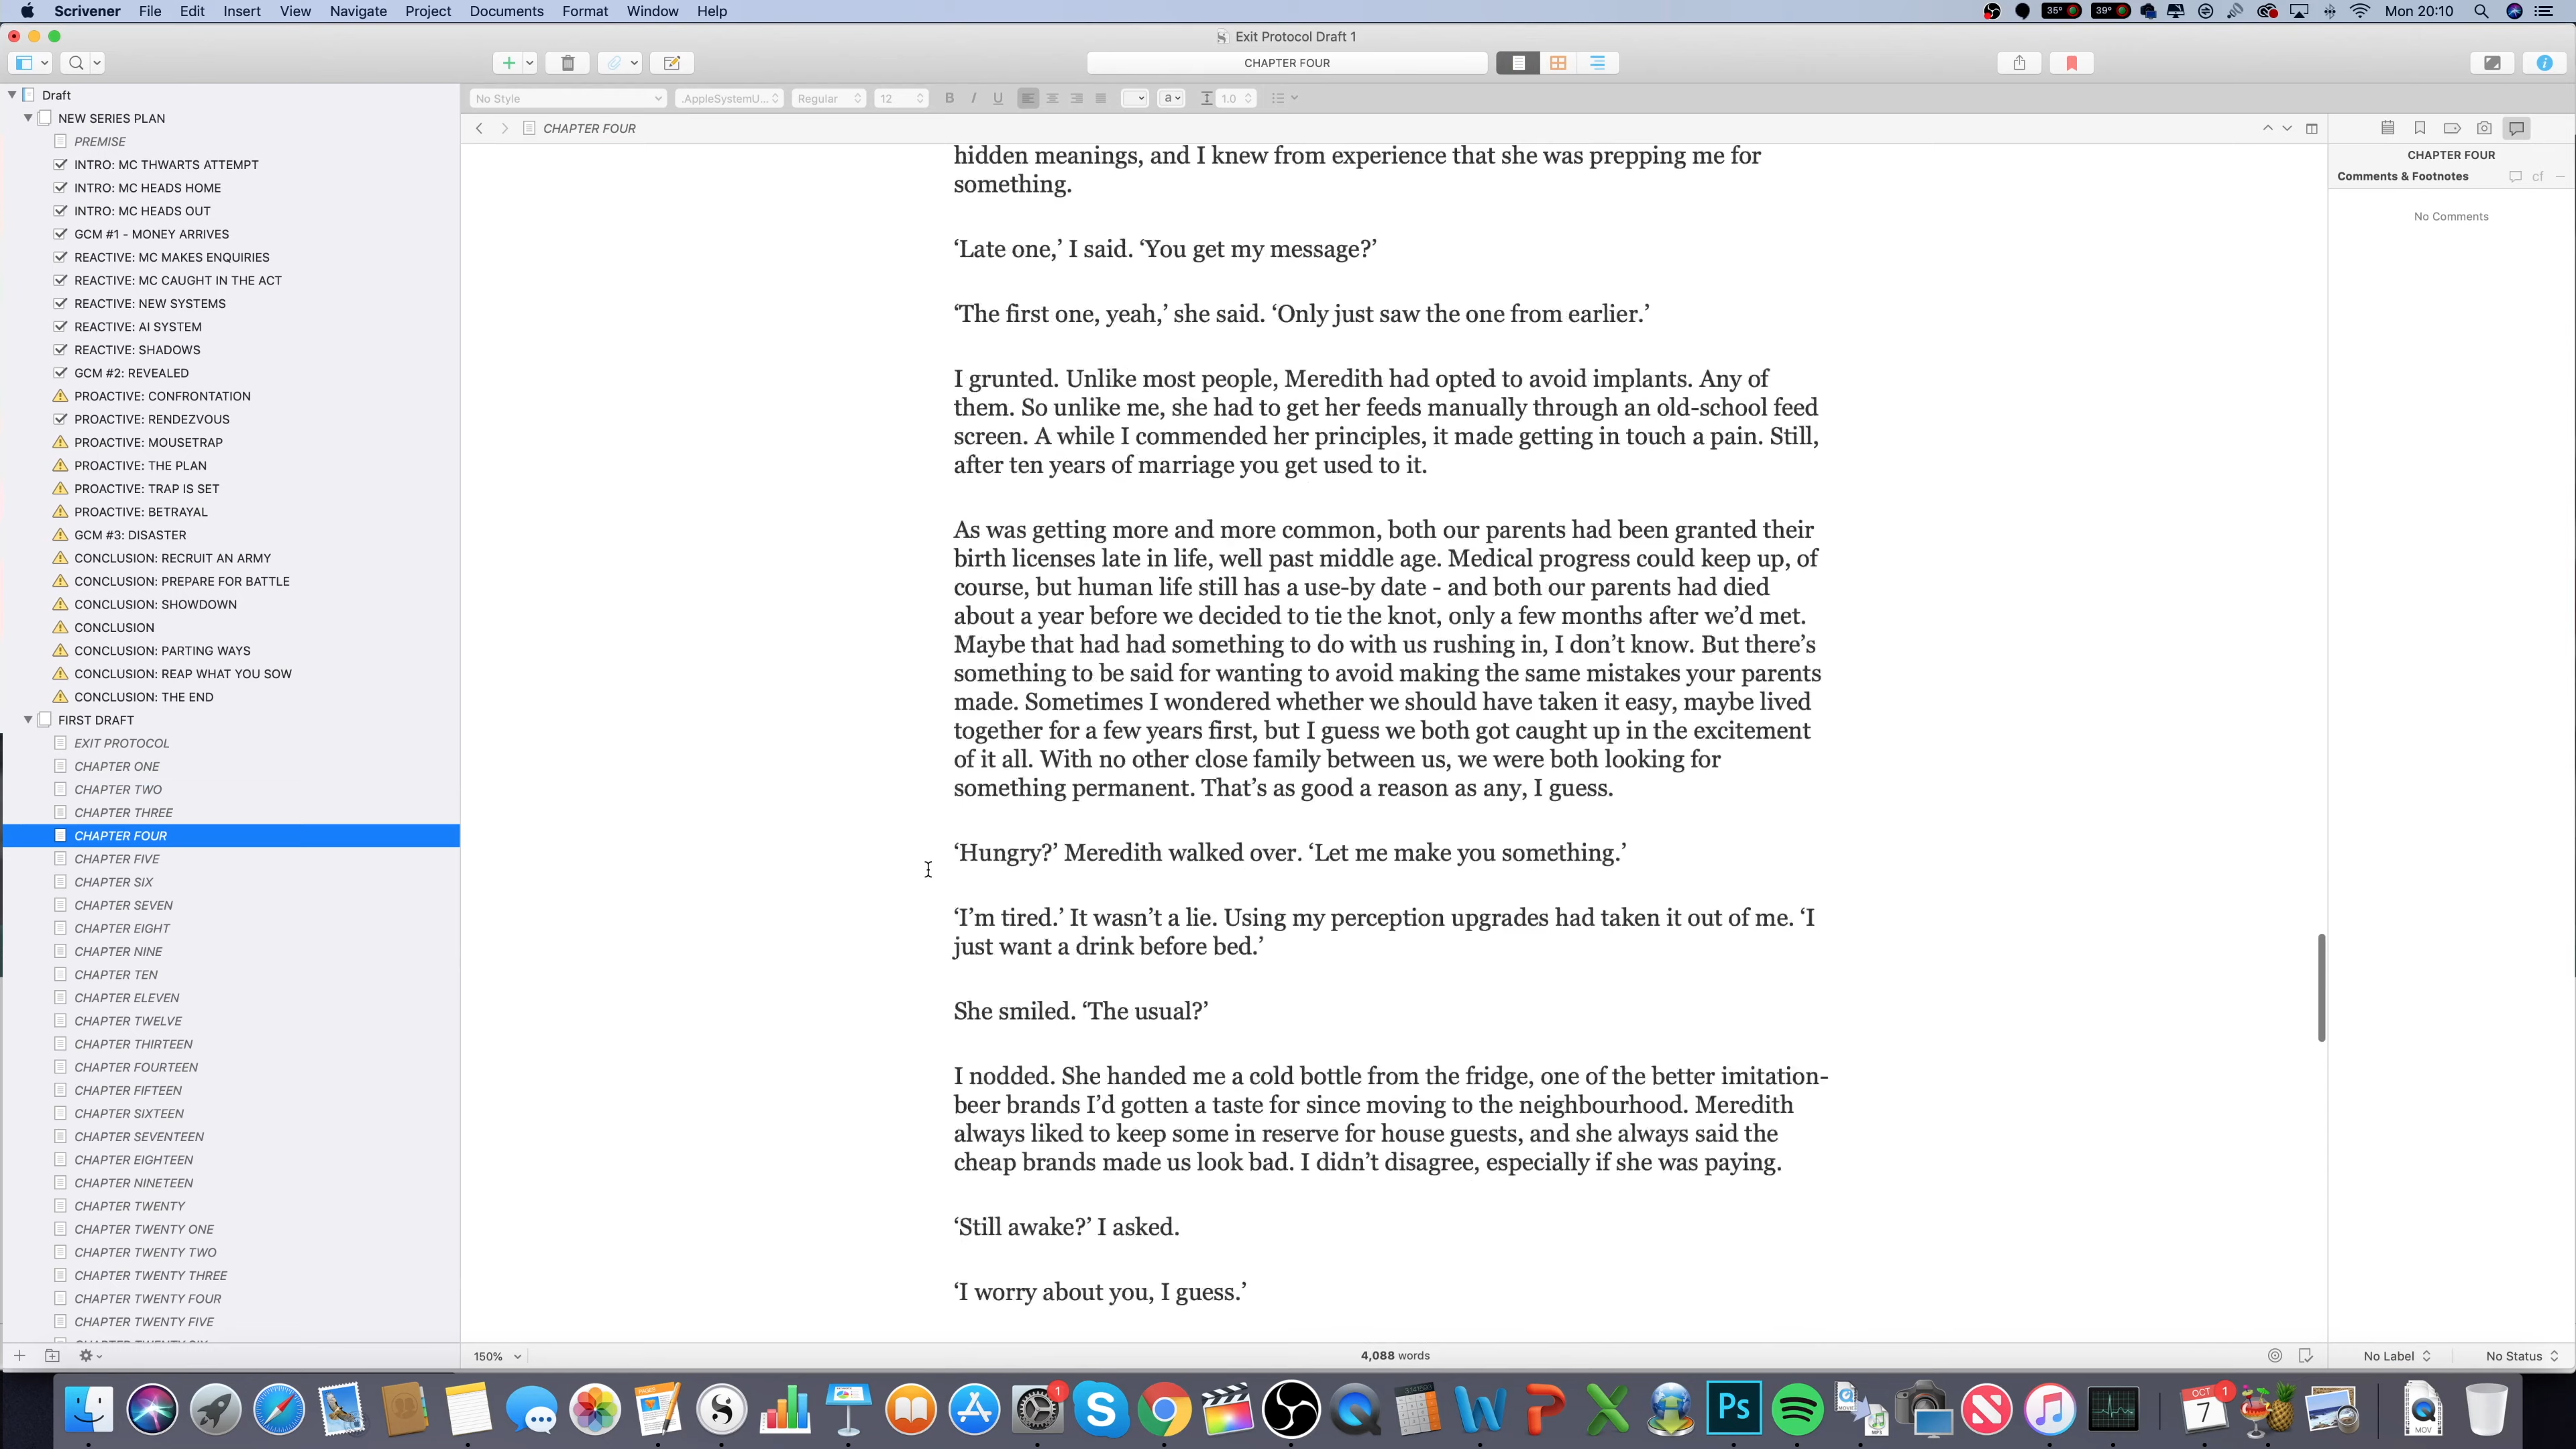 Scrivener File Edit Insert View Navigate Project Documents Format Window Help
35° 39° Mon 20:10
Exit Protocol Draft 1
CHAPTER FOUR
Draft
NEW SERIES PLAN
PREMISE
INTRO: MC THWARTS ATTEMPT
INTRO: MC HEADS HOME
INTRO: MC HEADS OUT
GCM #1 - MONEY ARRIVES
REACTIVE: MC MAKES ENQUIRIES
REACTIVE: MC CAUGHT IN THE ACT
REACTIVE: NEW SYSTEMS
REACTIVE: AI SYSTEM
REACTIVE: SHADOWS
GCM #2: REVEALED
PROACTIVE: CONFRONTATION
PROACTIVE: RENDEZVOUS
PROACTIVE: MOUSETRAP
PROACTIVE: THE PLAN
PROACTIVE: TRAP IS SET
PROACTIVE: BETRAYAL
GCM #3: DISASTER
CONCLUSION: RECRUIT AN ARMY
CONCLUSION: PREPARE FOR BATTLE
CONCLUSION: SHOWDOWN
CONCLUSION
CONCLUSION: PARTING WAYS
CONCLUSION: REAP WHAT YOU SOW
CONCLUSION: THE END
FIRST DRAFT
EXIT PROTOCOL
CHAPTER ONE
CHAPTER TWO
CHAPTER THREE
CHAPTER FOUR
CHAPTER FIVE
CHAPTER SIX
CHAPTER SEVEN
CHAPTER EIGHT
CHAPTER NINE
CHAPTER TEN
CHAPTER ELEVEN
CHAPTER TWELVE
CHAPTER THIRTEEN
CHAPTER FOURTEEN
CHAPTER FIFTEEN
CHAPTER SIXTEEN
CHAPTER SEVENTEEN
CHAPTER EIGHTEEN
CHAPTER NINETEEN
CHAPTER TWENTY
CHAPTER TWENTY ONE
CHAPTER TWENTY TWO
CHAPTER TWENTY THREE
CHAPTER TWENTY FOUR
CHAPTER TWENTY FIVE
No Style .AppleSystemU... Regular 12 B I U a 1.0
CHAPTER FOUR
hidden meanings, and I knew from experience that she was prepping me for
something.
‘Late one,’ I said. ‘You get my message?’
‘The first one, yeah,’ she said. ‘Only just saw the one from earlier.’
I grunted. Unlike most people, Meredith had opted to avoid implants. Any of
them. So unlike me, she had to get her feeds manually through an old-school feed
screen. A while I commended her principles, it made getting in touch a pain. Still,
after ten years of marriage you get used to it.
As was getting more and more common, both our parents had been granted their
birth licenses late in life, well past middle age. Medical progress could keep up, of
course, but human life still has a use-by date - and both our parents had died
about a year before we decided to tie the knot, only a few months after we’d met.
Maybe that had had something to do with us rushing in, I don’t know. But there’s
something to be said for wanting to avoid making the same mistakes your parents
made. Sometimes I wondered whether we should have taken it easy, maybe lived
together for a few years first, but I guess we both got caught up in the excitement
of it all. With no other close family between us, we were both looking for
something permanent. That’s as good a reason as any, I guess.
‘Hungry?’ Meredith walked over. ‘Let me make you something.’
‘I’m tired.’ It wasn’t a lie. Using my perception upgrades had taken it out of me. ‘I
just want a drink before bed.’
She smiled. ‘The usual?’
I nodded. She handed me a cold bottle from the fridge, one of the better imitation-
beer brands I’d gotten a taste for since moving to the neighbourhood. Meredith
always liked to keep some in reserve for house guests, and she always said the
cheap brands made us look bad. I didn’t disagree, especially if she was paying.
‘Still awake?’ I asked.
‘I worry about you, I guess.’
150%
4,088 words
CHAPTER FOUR
Comments & Footnotes cf
No Comments
No Label No Status
1
PAGES
Ps
OCT
7
1
MOV